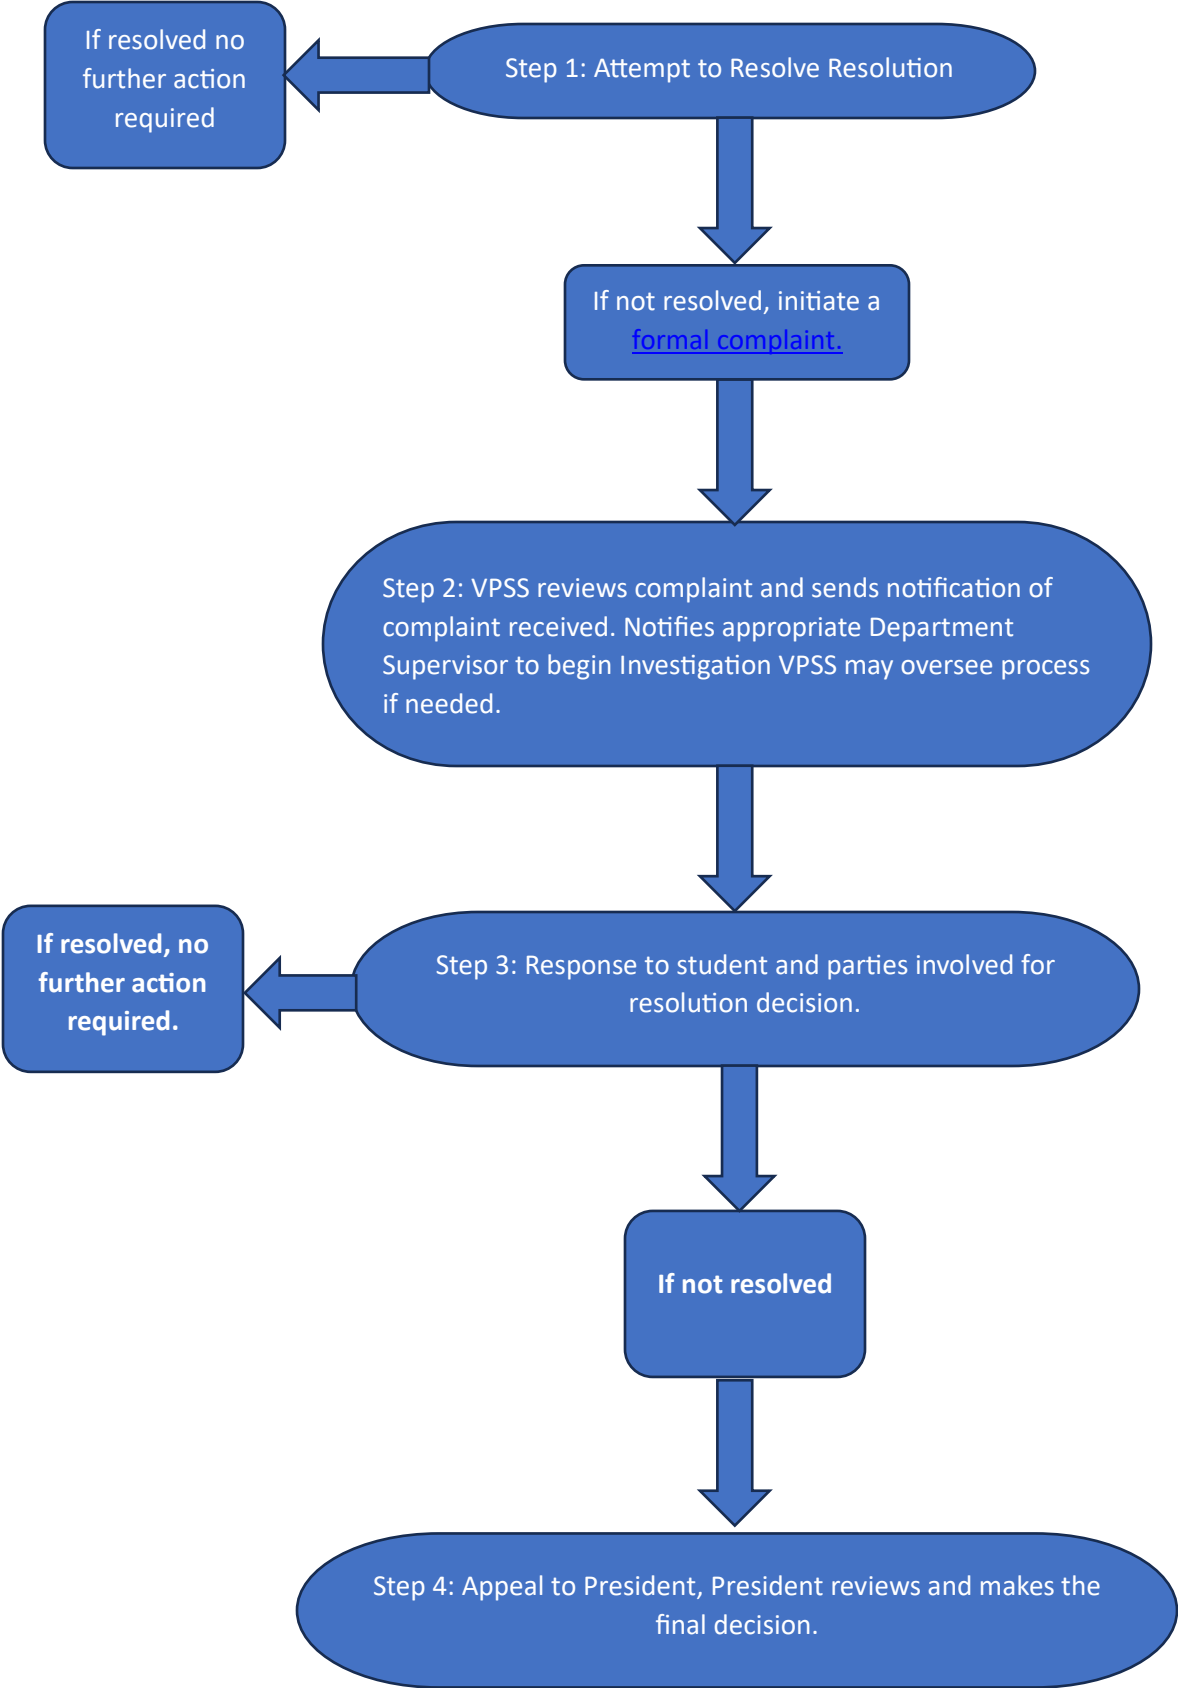 If resolved no
further action
required
Step 1: Attempt to Resolve Resolution
If not resolved, initiate a
formal complaint.
Step 2: VPSS reviews complaint and sends notification of
complaint received. Notifies appropriate Department
Supervisor to begin Investigation VPSS may oversee process
if needed.
If resolved, no
further action
required.
Step 3: Response to student and parties involved for
resolution decision.
If not resolved
Step 4: Appeal to President, President reviews and makes the
final decision.